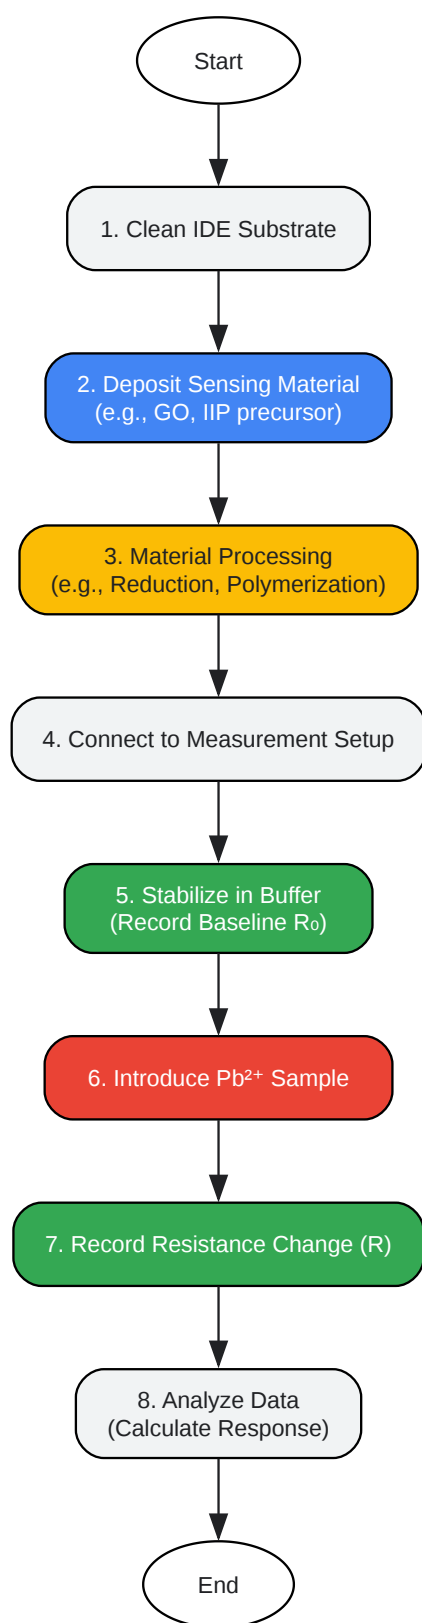 Start
1. Clean IDE Substrate
2. Deposit Sensing Material
(e.g., GO, IIP precursor)
3. Material Processing
(e.g., Reduction, Polymerization)
4. Connect to Measurement Setup
5. Stabilize in Buffer
(Record Baseline R₀)
6. Introduce Pb²⁺ Sample
7. Record Resistance Change (R)
8. Analyze Data
(Calculate Response)
End